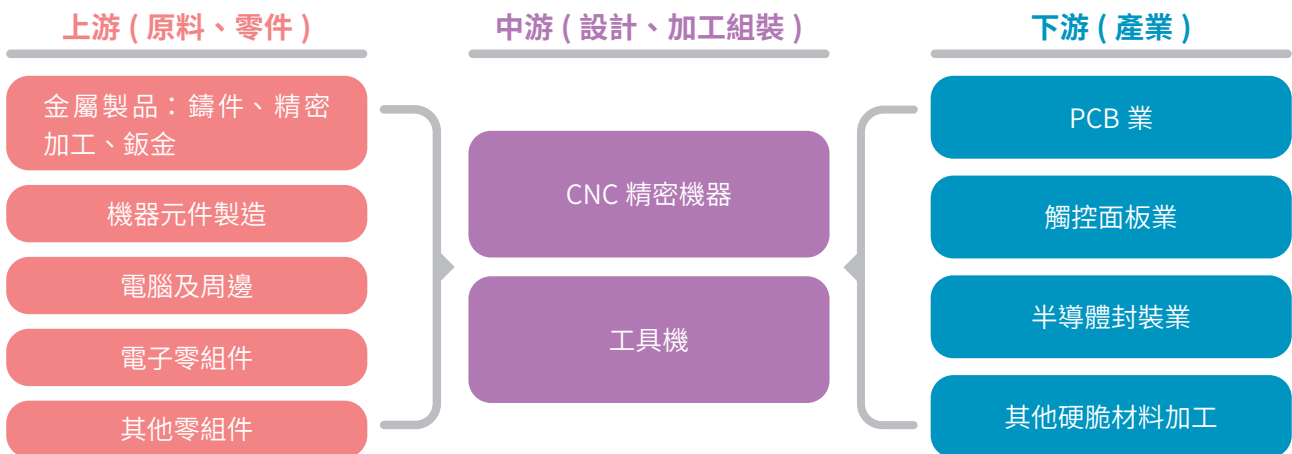 上游 ( 原料、零件 )
金屬製品：鑄件、精密
加工、鈑金
機器元件製造
電腦及周邊
電子零組件
其他零組件
中游 ( 設計、加工組裝 )
CNC 精密機器
工具機
下游 ( 產業 )
PCB 業
觸控面板業
半導體封裝業
其他硬脆材料加工